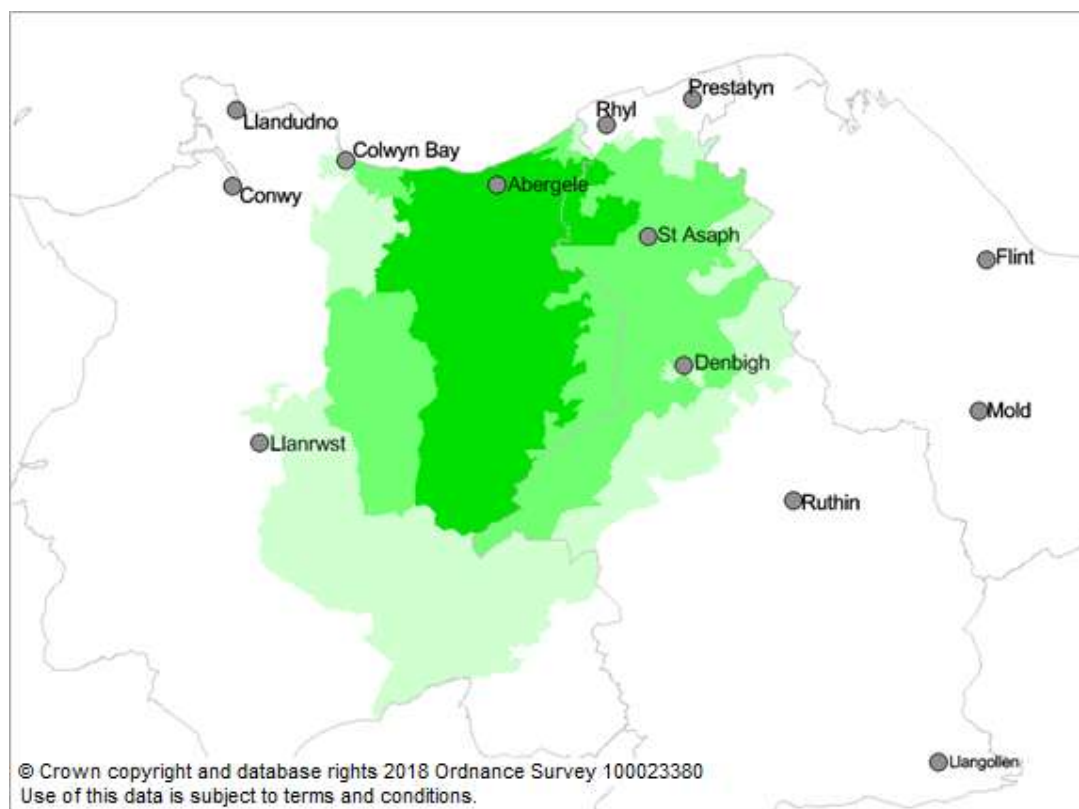 Prestatyn
Rhyl
Llandudno
Colwyn Bay
Abergele
Conwy
St Asaph
Flint
Denbigh
Mold
Llanrwst
Ruthin
Llangollen
© Crown copyright and database rights 2018 Ordnance Survey 100023380
Use of this data is subject to terms and conditions.